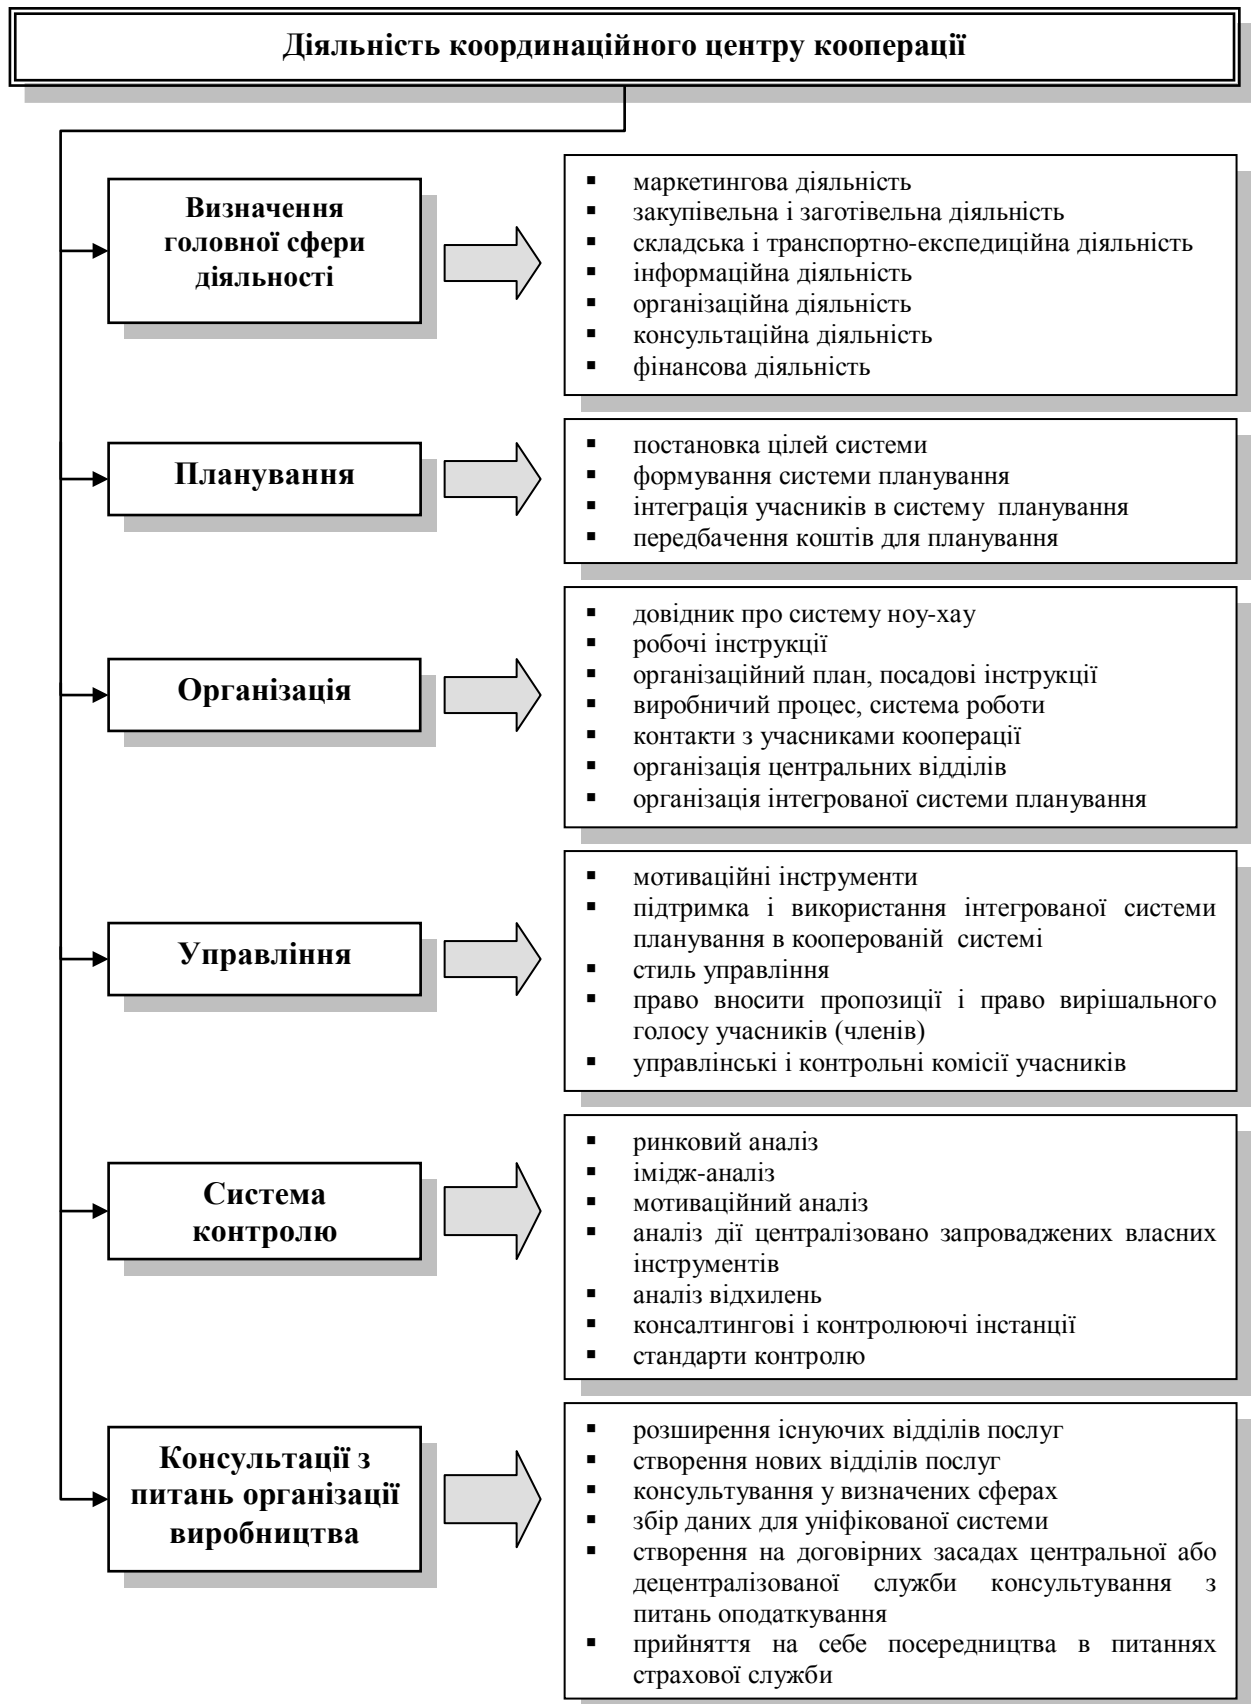 Діяльність координаційного центру кооперації
Визначення
головної сфери
діяльності
▪ маркетингова діяльність
▪ закупівельна і заготівельна діяльність
▪ складська і транспортно-експедиційна діяльність
▪ інформаційна діяльність
▪ організаційна діяльність
▪ консультаційна діяльність
▪ фінансова діяльність
Планування
▪ постановка цілей системи
▪ формування системи планування
▪ інтеграція учасників в систему планування
▪ передбачення коштів для планування
Організація
▪ довідник про систему ноу-хау
▪ робочі інструкції
▪ організаційний план, посадові інструкції
▪ виробничий процес, система роботи
▪ контакти з учасниками кооперації
▪ організація центральних відділів
▪ організація інтегрованої системи планування
Управління
▪ мотиваційні інструменти
▪ підтримка і використання інтегрованої системи
планування в кооперованій системі
▪ стиль управління
▪ право вносити пропозиції і право вирішального
голосу учасників (членів)
▪ управлінські і контрольні комісії учасників
Система
контролю
▪ ринковий аналіз
▪ імідж-аналіз
▪ мотиваційний аналіз
▪ аналіз дії централізовано запроваджених власних
інструментів
▪ аналіз відхилень
▪ консалтингові і контролюючі інстанції
▪ стандарти контролю
Консультації з
питань організації
виробництва
▪ розширення існуючих відділів послуг
▪ створення нових відділів послуг
▪ консультування у визначених сферах
▪ збір даних для уніфікованої системи
▪ створення на договірних засадах центральної або
децентралізованої служби консультування з
питань оподаткування
▪ прийняття на себе посередництва в питаннях
страхової служби